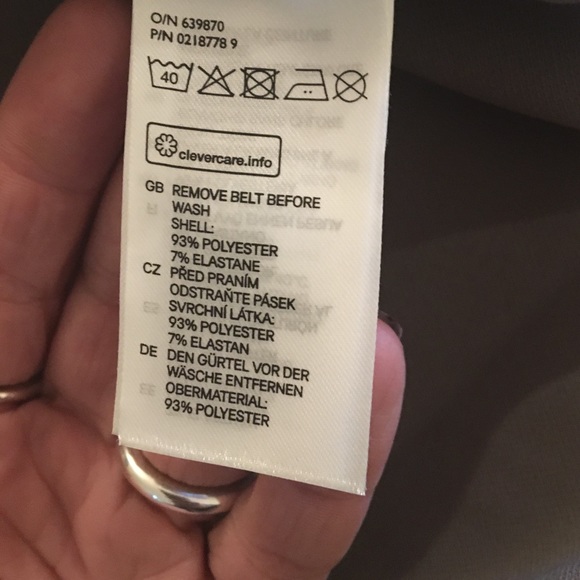 O/N 639870
P/N 0218778 9
40
clevercare.info
GB REMOVE BELT BEFORE
WASH
SHELL:
93% POLYESTER
7% ELASTANE
CZ PŘED PRANÍM
ODSTRAŇTE PÁSEK
SVRCHNÍ LÁTKA:
93% POLYESTER
7% ELASTAN
DE DEN GÜRTEL VOR DER
WÄSCHE ENTFERNEN
OBERMATERIAL:
93% POLYESTER